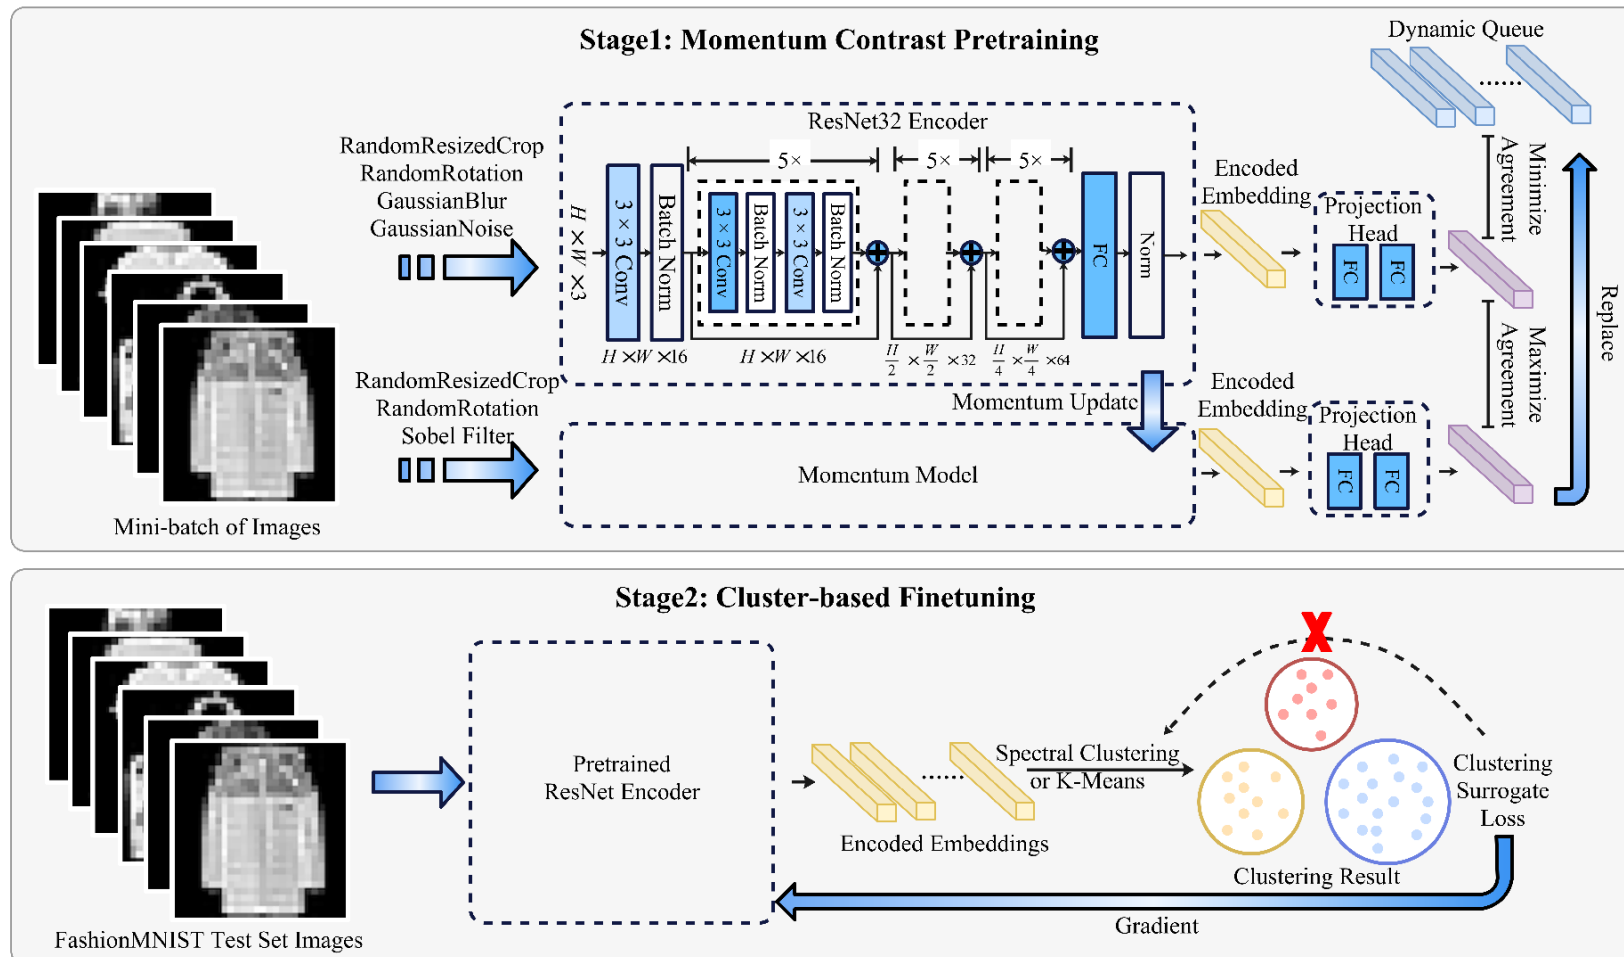 Stage1: Momentum Contrast Pretraining
Dynamic Queue
RandomResizedCrop
RandomRotation
GaussianBlur
GaussianNoise
ResNet32 Encoder
5×
5×
5×
H×W×3
3×3 Conv
Batch Norm
3×3 Conv
Batch Norm
3×3 Conv
Batch Norm
FC
Norm
H×W×16
H×W×16
H/2 × W/2 ×32
H/4 × W/4 ×64
Encoded
Embedding
Projection
Head
FC
FC
Minimize
Agreement
Maximize
Agreement
Replace
RandomResizedCrop
RandomRotation
Sobel Filter
Momentum Update
Momentum Model
Encoded
Embedding
Projection
Head
FC
FC
Mini-batch of Images
Stage2: Cluster-based Finetuning
X
Pretrained
ResNet Encoder
Encoded Embeddings
Spectral Clustering
or K-Means
Clustering
Surrogate
Loss
Clustering Result
Gradient
FashionMNIST Test Set Images